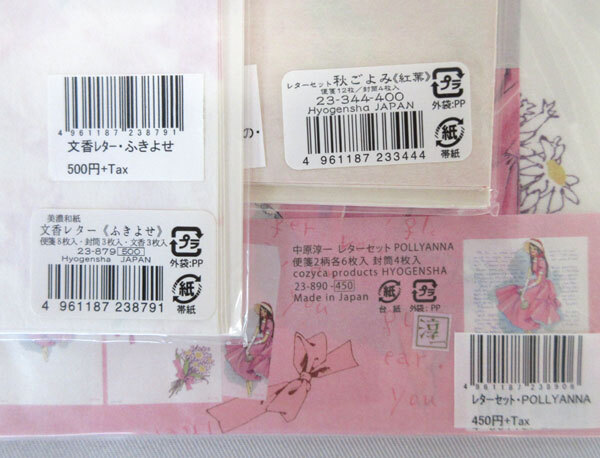 4 961187 238791
文香レター・ふきよせ
500円+Tax
美濃和紙
文香レター《ふきよせ》
便箋8枚入・封筒3枚入・文香3枚入
23-879 500
Hyogensha JAPAN
4 961187 238791
プラ
外袋:PP
紙
帯紙
の・
レターセット 秋ごよみ《紅葉》
便箋12枚/封筒4枚入
23-344-400
Hyogensha JAPAN
4 961187 233444
プラ
外袋:PP
紙
帯紙
中原淳一 レターセット POLLYANNA
便箋2柄各6枚入 封筒4枚入
cozyca products HYOGENSHA
23-890-450
Made in Japan
紙
台紙
プラ
外袋:PP
ear
you
4 961187 238906
レターセット・POLLYANNA
450円+Tax